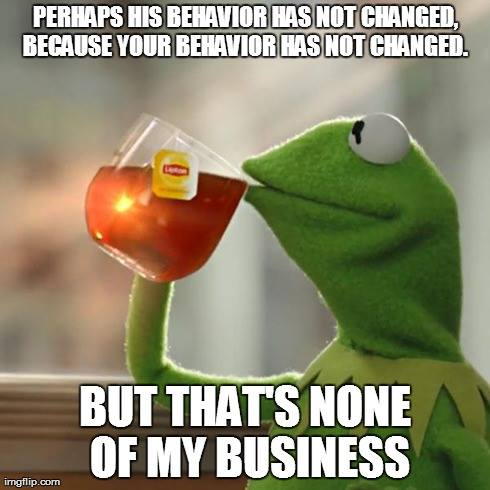 PERHAPS HIS BEHAVIOR HAS NOT CHANGED,
BECAUSE YOUR BEHAVIOR HAS NOT CHANGED.
Lipton
BUT THAT'S NONE
OF MY BUSINESS
imgflip.com